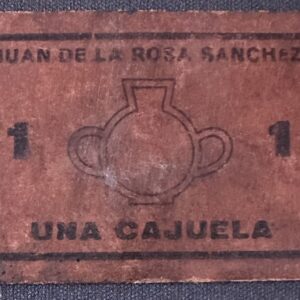 JUAN DE LA ROSA SANCHEZ
1 1
UNA CAJUELA